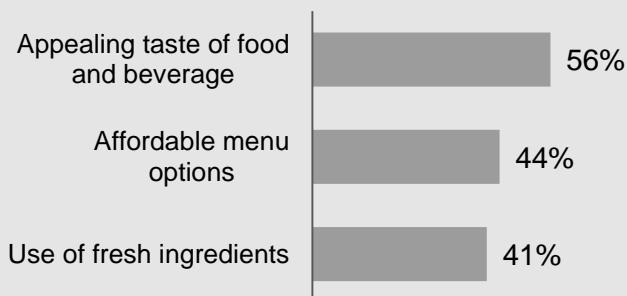 Appealing taste of food
and beverage
56%
Affordable menu
options
44%
Use of fresh ingredients
41%